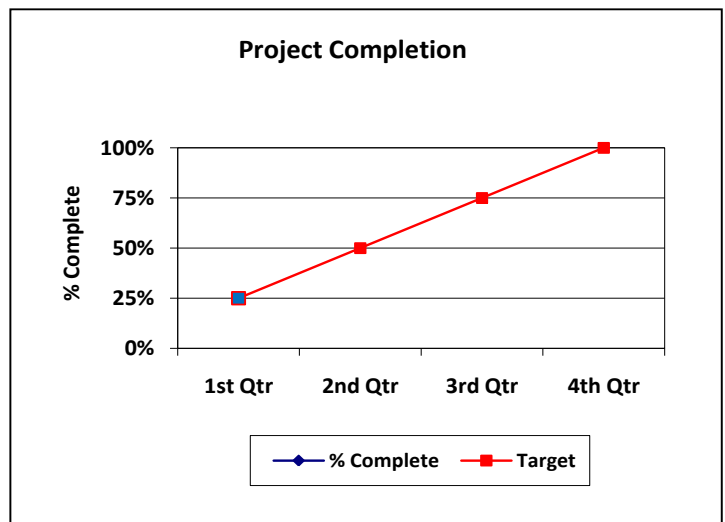 Project Completion
100%
75%
50%
25%
0%
% Complete
1st Qtr 2nd Qtr 3rd Qtr 4th Qtr
% Complete Target